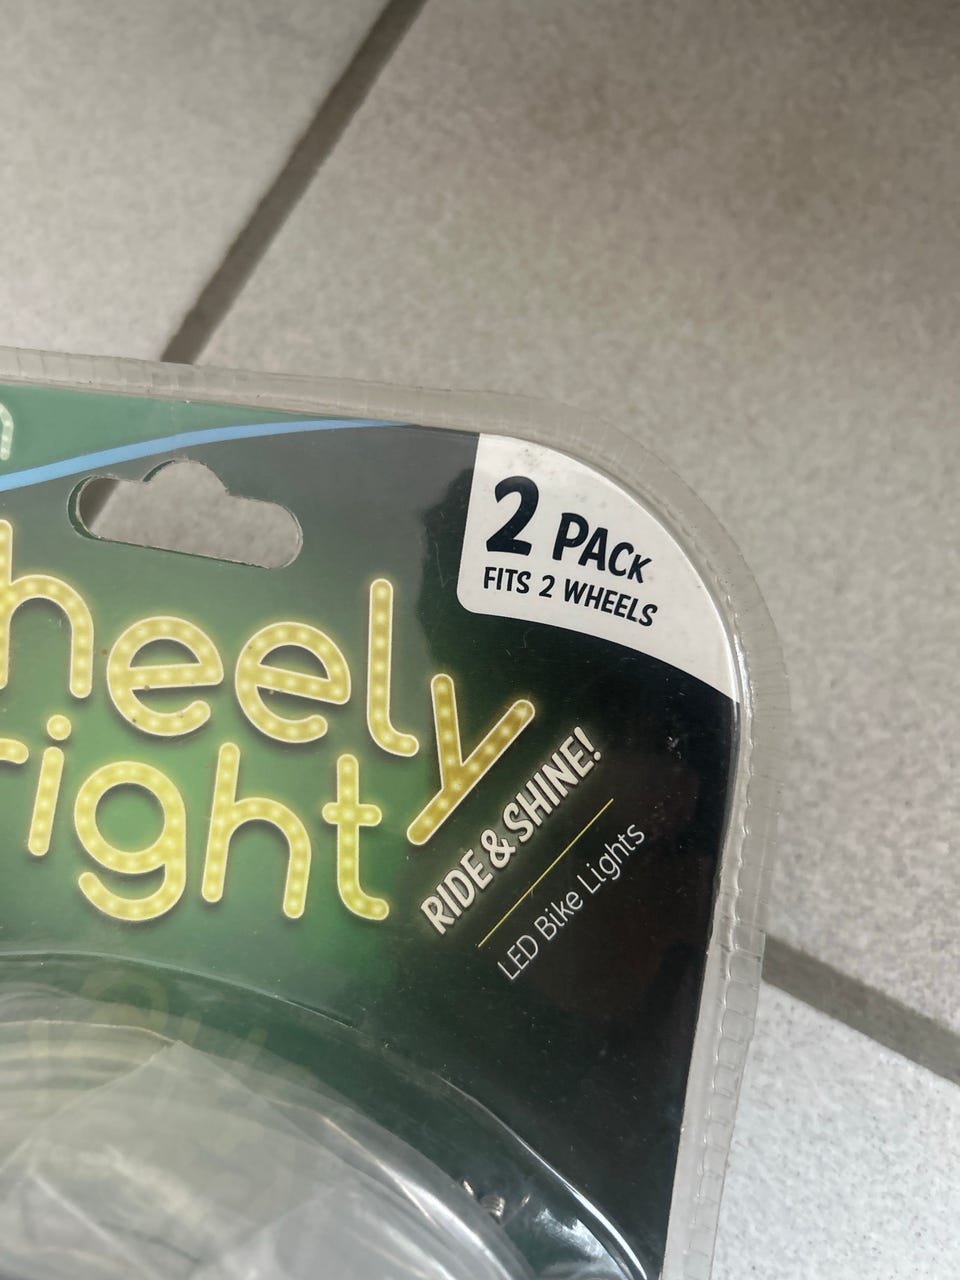 2 PACK
FITS 2 WHEELS
heely
right
RIDE & SHINE!
LED Bike Lights